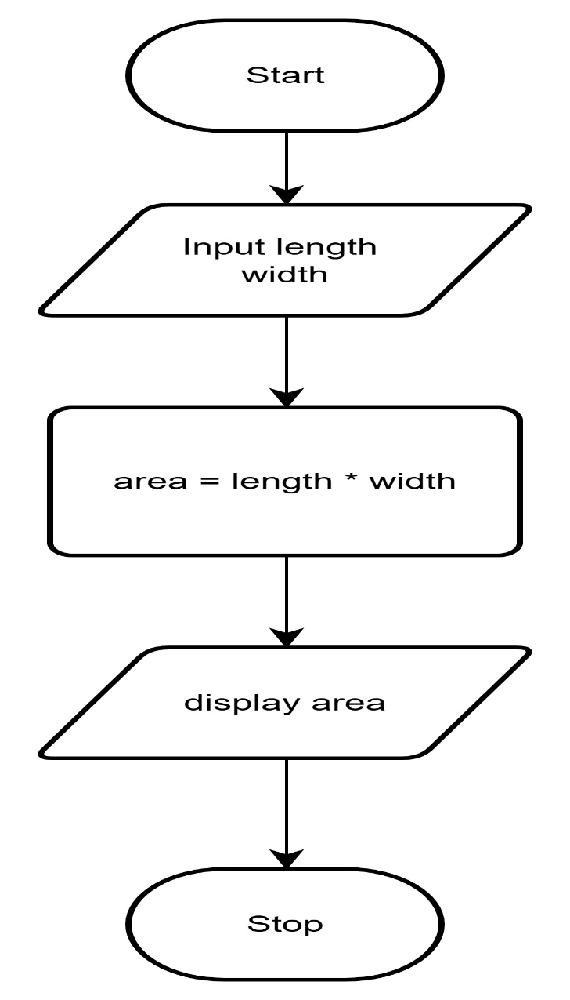 Start
Input length
width
area = length * width
display area
Stop